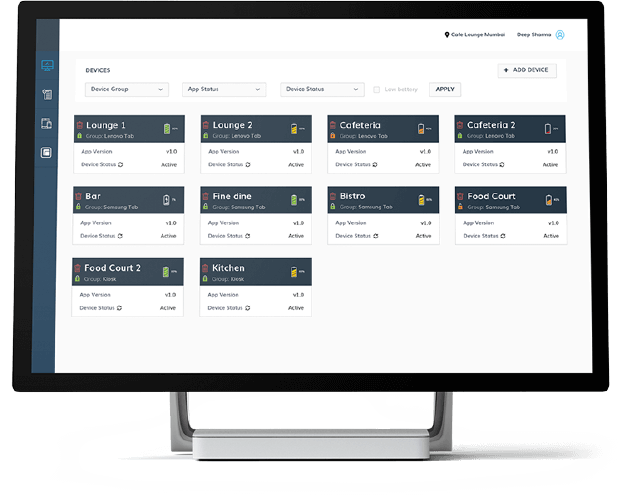 Cafe Lounge Mumbai Deep Sharma
DEVICES
+ ADD DEVICE
Device Group App Status Device Status Low Battery APPLY
Lounge 1 Lounge 2 Cafeteria Cafeteria 2
Group: Lenovo Tab Group: Lenovo Tab Group: Lenovo Tab Group: Lenovo Tab
App Version v1.0 App Version v1.0 App Version v1.0 App Version v1.0
Device Status Active Device Status Active Device Status Active Device Status Active
Bar Fine dine Bistro Food Court
Group: Samsung Tab Group: Samsung Tab Group: Samsung Tab Group: Samsung Tab
App Version v1.0 App Version v1.0 App Version v1.0 App Version v1.0
Device Status Active Device Status Active Device Status Active Device Status Active
Food Court 2 Kitchen
Group: Kiosk Group: Kiosk
App Version v1.0 App Version v1.0
Device Status Active Device Status Active